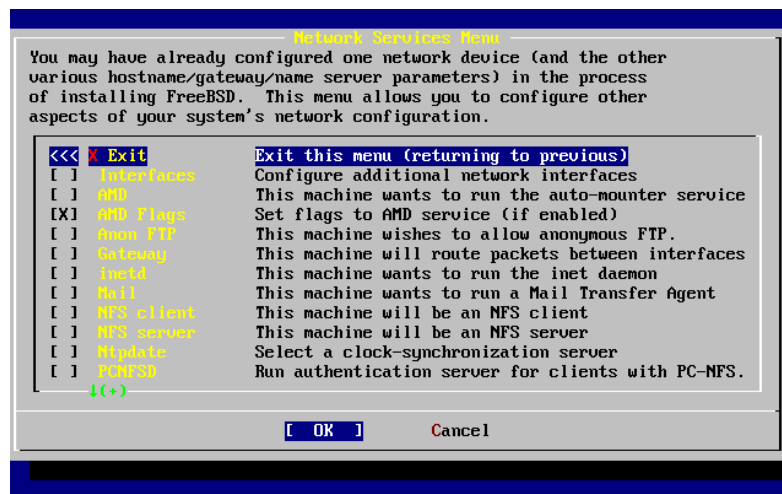 Network Services Menu
You may have already configured one network device (and the other
various hostname/gateway/name server parameters) in the process
of installing FreeBSD.  This menu allows you to configure other
aspects of your system's network configuration.
<<< X Exit Exit this menu (returning to previous)
[ ] Interfaces Configure additional network interfaces
[ ] AMD This machine wants to run the auto-mounter service
[X] AMD Flags Set flags to AMD service (if enabled)
[ ] Anon FTP This machine wishes to allow anonymous FTP.
[ ] Gateway This machine will route packets between interfaces
[ ] inetd This machine wants to run the inet daemon
[ ] Mail This machine wants to run a Mail Transfer Agent
[ ] NFS client This machine will be an NFS client
[ ] NFS server This machine will be an NFS server
[ ] Ntpdate Select a clock-synchronization server
[ ] PCNFSD Run authentication server for clients with PC-NFS.
↓(+)
[ OK ] Cancel